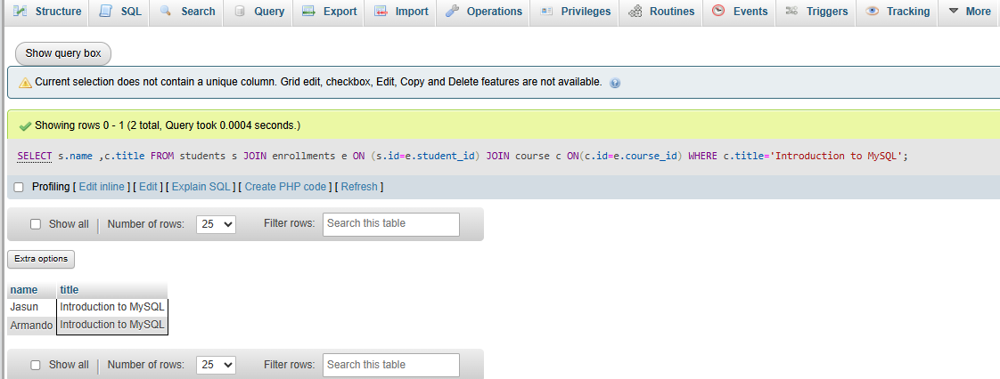 Structure SQL Search Query Export Import Operations Privileges Routines Events Triggers Tracking More
Show query box
Current selection does not contain a unique column. Grid edit, checkbox, Edit, Copy and Delete features are not available.
Showing rows 0 - 1 (2 total, Query took 0.0004 seconds.)
SELECT s.name ,c.title FROM students s JOIN enrollments e ON (s.id=e.student_id) JOIN course c ON(c.id=e.course_id) WHERE c.title='Introduction to MySQL';
Profiling [ Edit inline ] [ Edit ] [ Explain SQL ] [ Create PHP code ] [ Refresh ]
Show all | Number of rows: 25 Filter rows: Search this table
Extra options
name title
Jasun Introduction to MySQL
Armando Introduction to MySQL
Show all | Number of rows: 25 Filter rows: Search this table